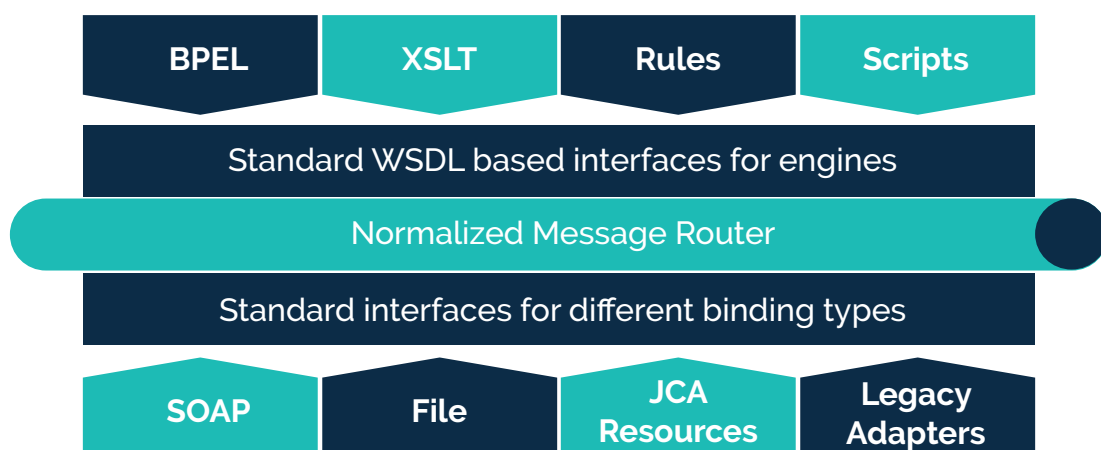 BPEL
XSLT
Rules
Scripts
Standard WSDL based interfaces for engines
Normalized Message Router
Standard interfaces for different binding types
SOAP
File
JCA
Resources
Legacy
Adapters